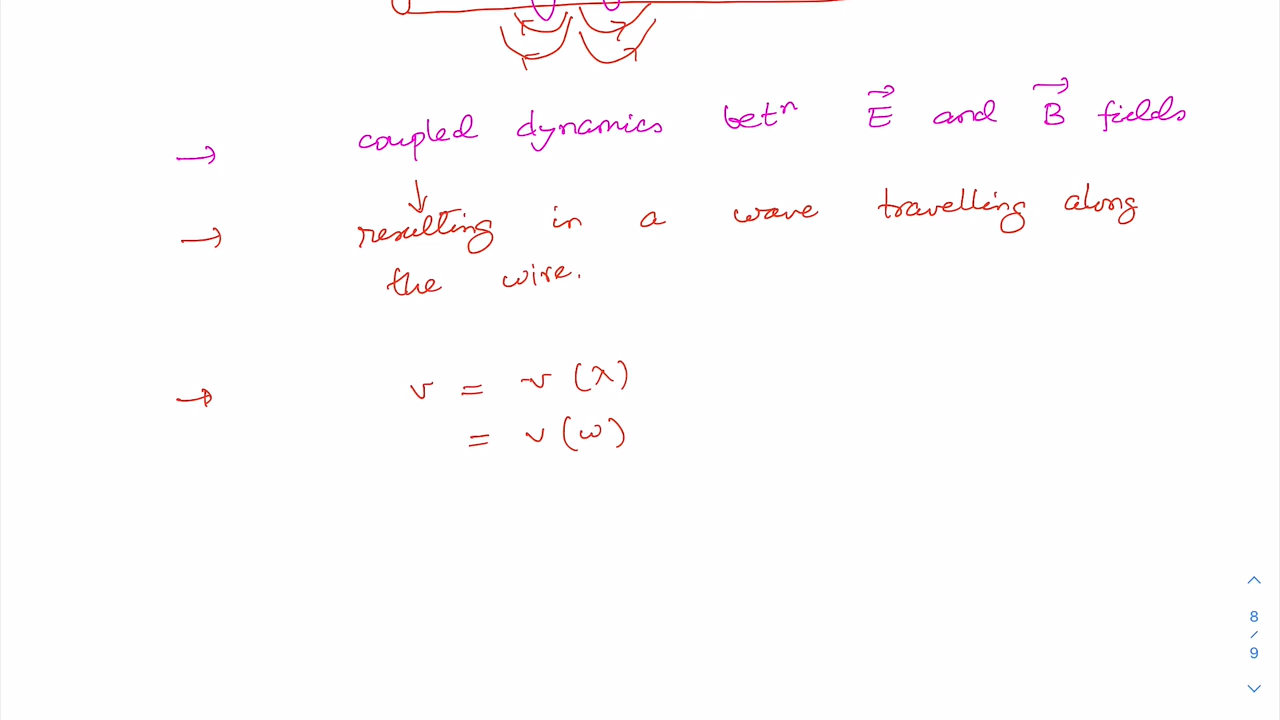 → coupled dynamics betⁿ E⃗ and B⃗ fields
↓
→ resulting in a wave travelling along
the wire.
→ v = v (λ)
= v (ω)
8
/
9